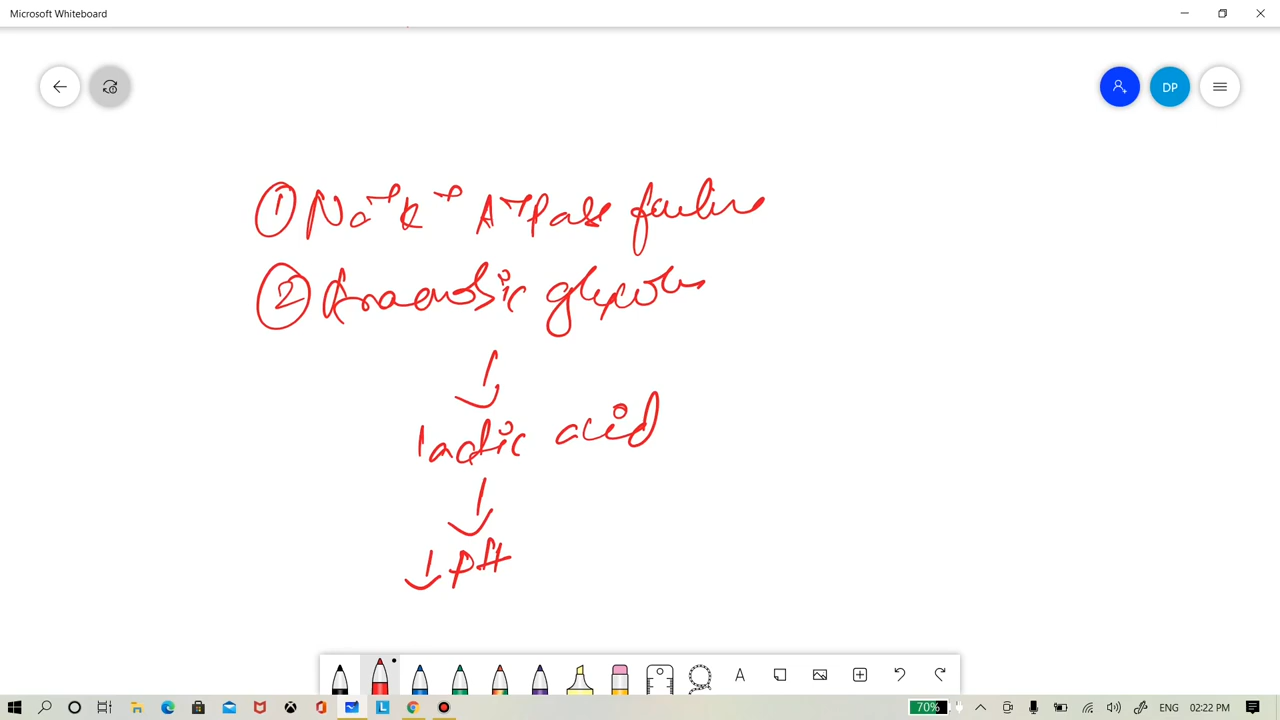 Microsoft Whiteboard
DP
① Na⁺ K⁺ ATPase failure
② Anaerobic glycolysis
↓
lactic acid
↓
↓ pH
A
70% ENG 02:22 PM